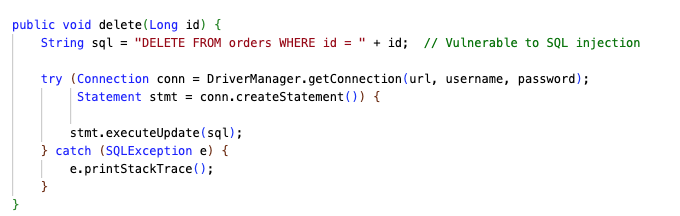 public void delete(Long id) {
    String sql = "DELETE FROM orders WHERE id = " + id;  // Vulnerable to SQL injection

    try (Connection conn = DriverManager.getConnection(url, username, password);
         Statement stmt = conn.createStatement()) {

        stmt.executeUpdate(sql);
    } catch (SQLException e) {
        e.printStackTrace();
    }
}